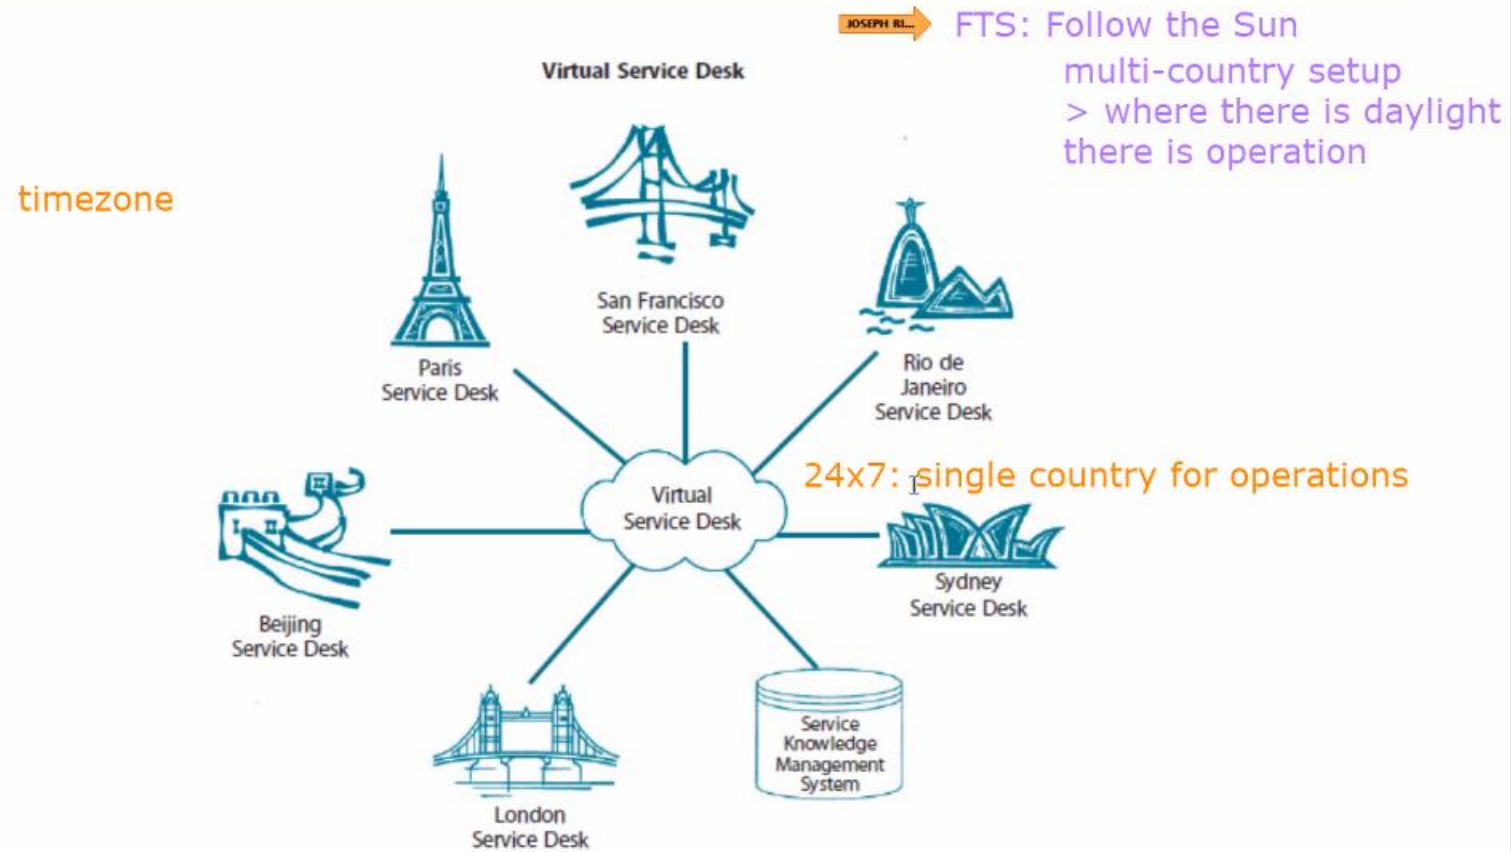 JOSEPH RI...
FTS: Follow the Sun
multi-country setup
> where there is daylight
there is operation
Virtual Service Desk
timezone
San Francisco
Service Desk
Paris
Service Desk
Rio de
Janeiro
Service Desk
24x7: single country for operations
Virtual
Service Desk
Sydney
Service Desk
Beijing
Service Desk
Service
Knowledge
Management
System
London
Service Desk